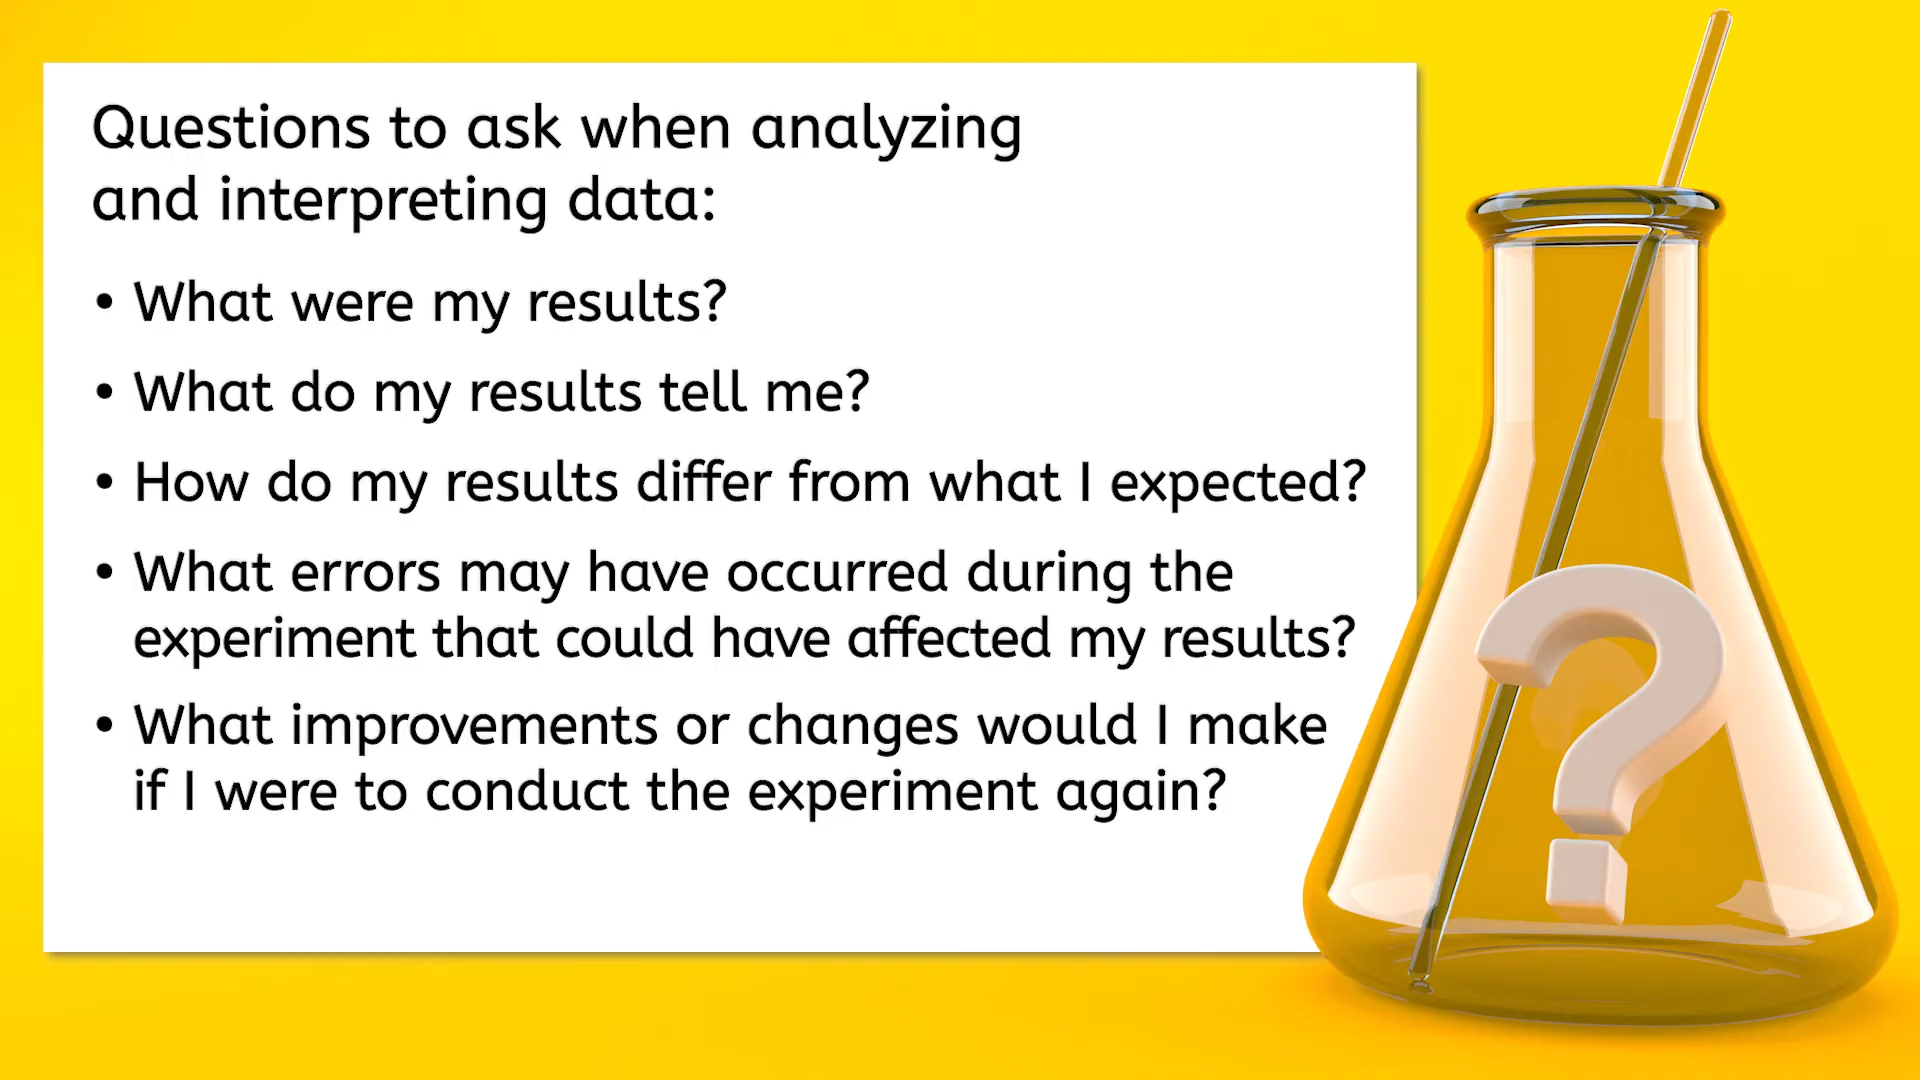 Questions to ask when analyzing
and interpreting data:
• What were my results?
• What do my results tell me?
• How do my results differ from what I expected?
• What errors may have occurred during the
experiment that could have affected my results?
• What improvements or changes would I make
if I were to conduct the experiment again?
?